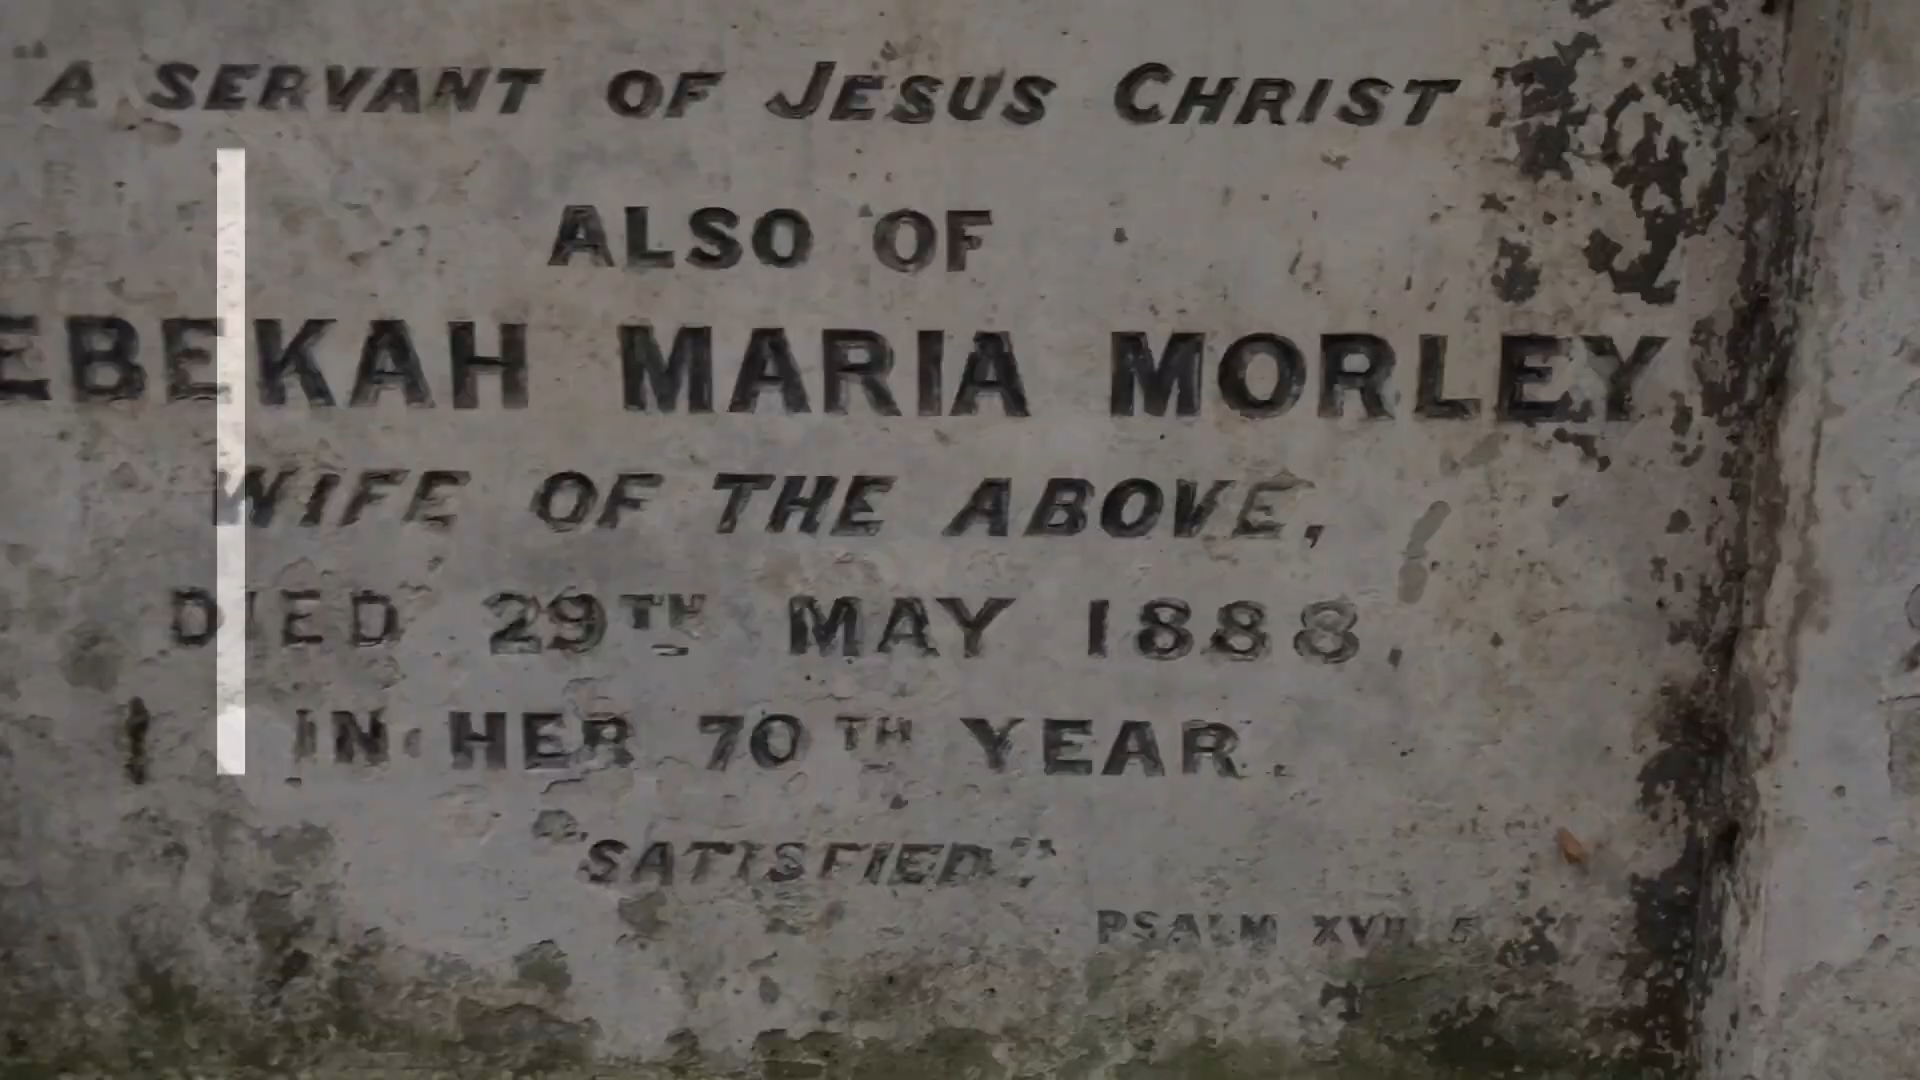 "A SERVANT OF JESUS CHRIST
ALSO OF
EBEKAH MARIA MORLEY
WIFE OF THE ABOVE,
DIED 29TH MAY 1888,
IN HER 70TH YEAR.
"SATISFIED."
PSALM